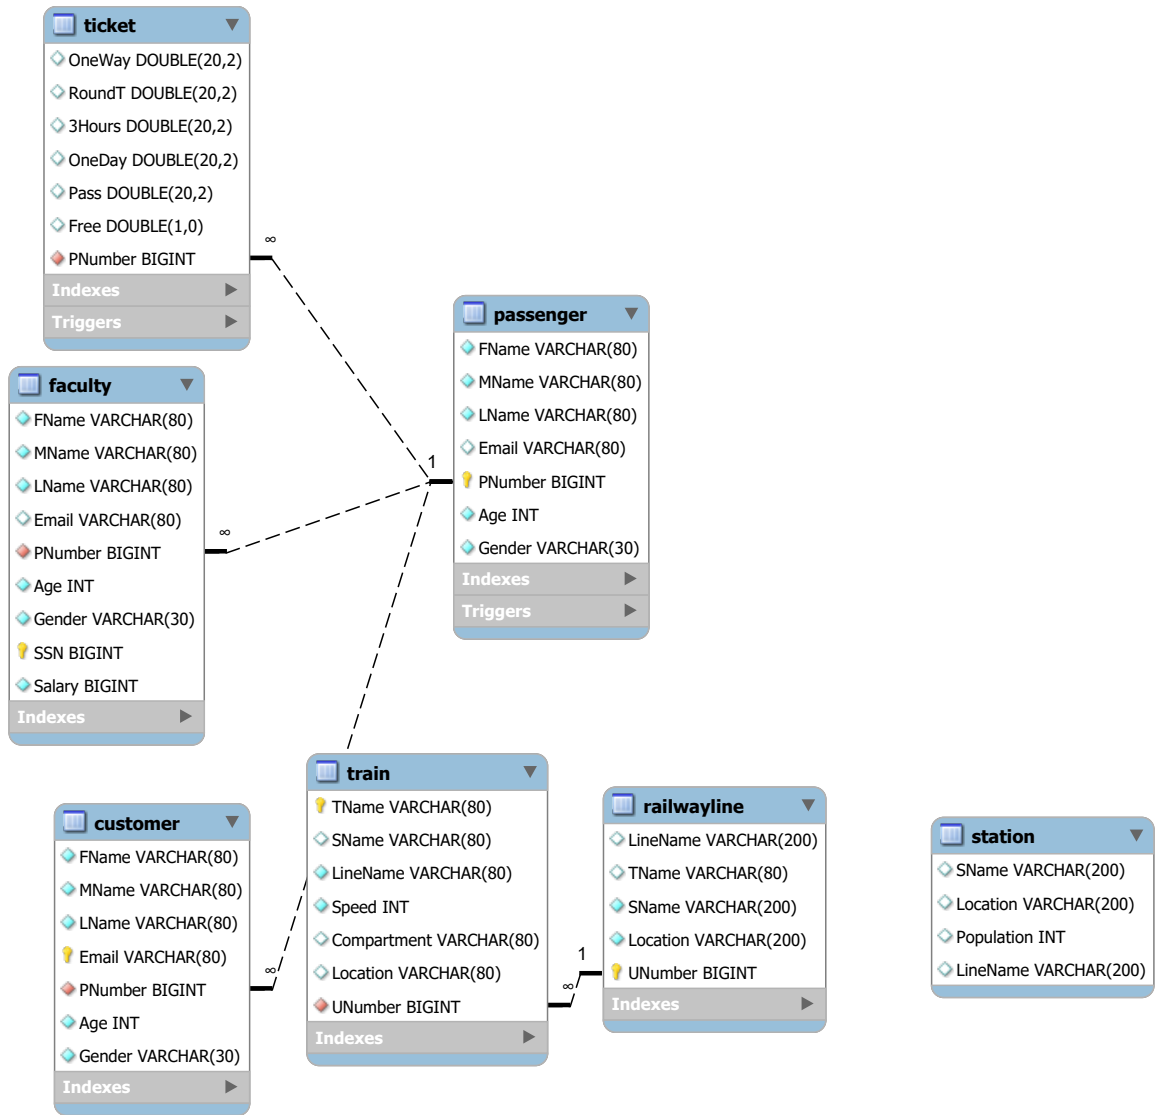 ticket
OneWay DOUBLE(20,2)
RoundT DOUBLE(20,2)
3Hours DOUBLE(20,2)
OneDay DOUBLE(20,2)
Pass DOUBLE(20,2)
Free DOUBLE(1,0)
PNumber BIGINT
Indexes
Triggers
∞
passenger
FName VARCHAR(80)
MName VARCHAR(80)
LName VARCHAR(80)
Email VARCHAR(80)
PNumber BIGINT
Age INT
Gender VARCHAR(30)
Indexes
Triggers
1
faculty
FName VARCHAR(80)
MName VARCHAR(80)
LName VARCHAR(80)
Email VARCHAR(80)
PNumber BIGINT
Age INT
Gender VARCHAR(30)
SSN BIGINT
Salary BIGINT
Indexes
∞
customer
FName VARCHAR(80)
MName VARCHAR(80)
LName VARCHAR(80)
Email VARCHAR(80)
PNumber BIGINT
Age INT
Gender VARCHAR(30)
Indexes
∞
train
TName VARCHAR(80)
SName VARCHAR(80)
LineName VARCHAR(80)
Speed INT
Compartment VARCHAR(80)
Location VARCHAR(80)
UNumber BIGINT
Indexes
∞
1
railwayline
LineName VARCHAR(200)
TName VARCHAR(80)
SName VARCHAR(200)
Location VARCHAR(200)
UNumber BIGINT
Indexes
station
SName VARCHAR(200)
Location VARCHAR(200)
Population INT
LineName VARCHAR(200)